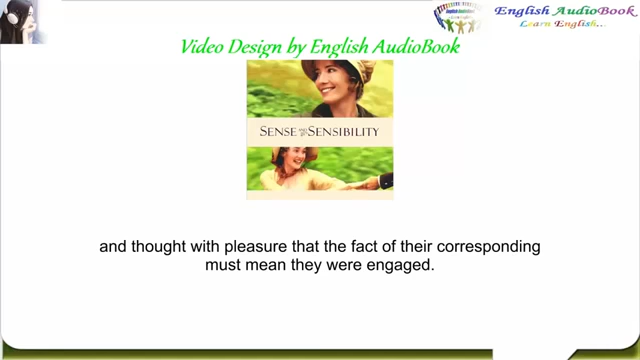 English AudioBook
Learn English...
Video Design by English AudioBook
SENSE AND SENSIBILITY
and thought with pleasure that the fact of their corresponding
must mean they were engaged.